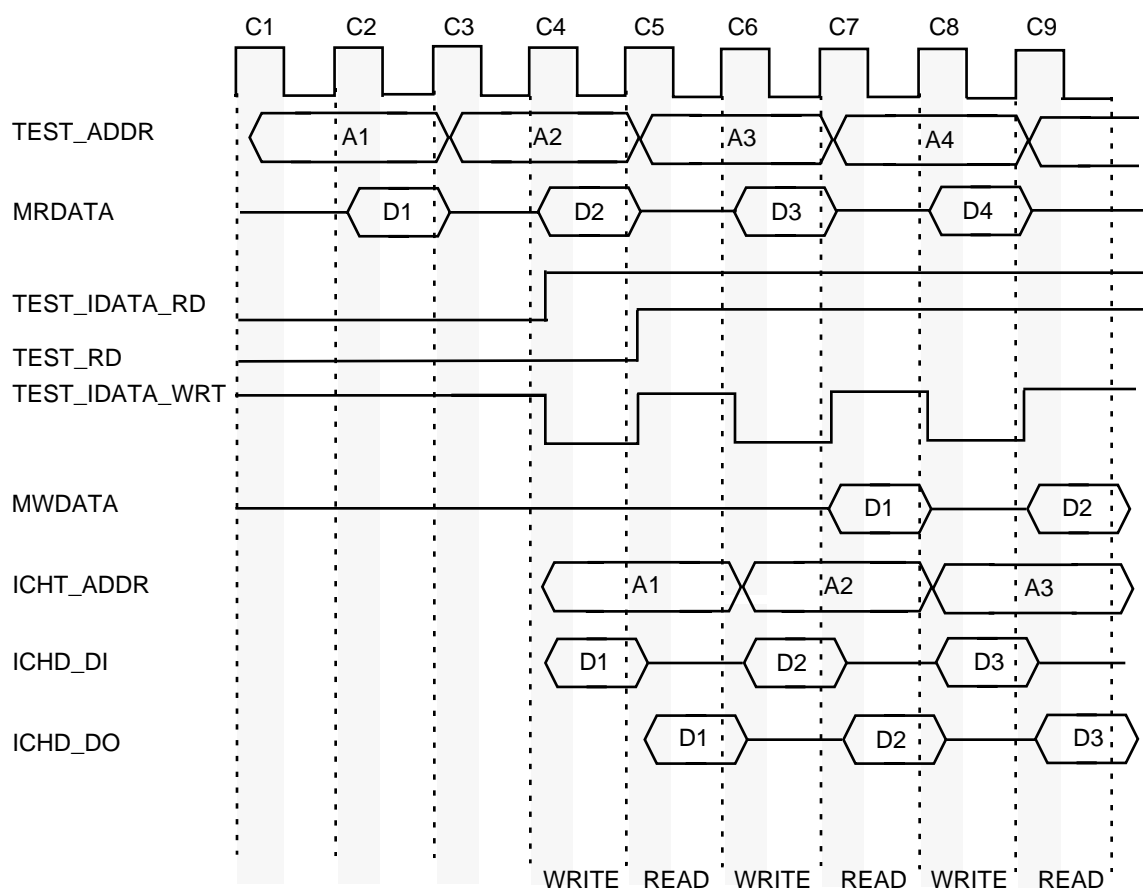 C1 C2 C3 C4 C5 C6 C7 C8 C9
TEST_ADDR A1 A2 A3 A4
MRDATA D1 D2 D3 D4
TEST_IDATA_RD
TEST_RD
TEST_IDATA_WRT
MWDATA D1 D2
ICHT_ADDR A1 A2 A3
ICHD_DI D1 D2 D3
ICHD_DO D1 D2 D3
WRITE READ WRITE READ WRITE READ